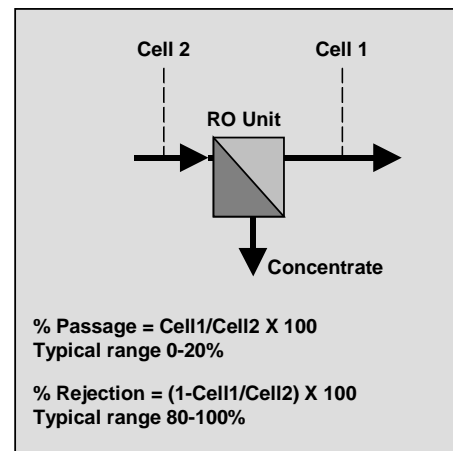 Cell 2
Cell 1
RO Unit
Concentrate
% Passage = Cell1/Cell2 X 100
Typical range 0-20%
% Rejection = (1-Cell1/Cell2) X 100
Typical range 80-100%